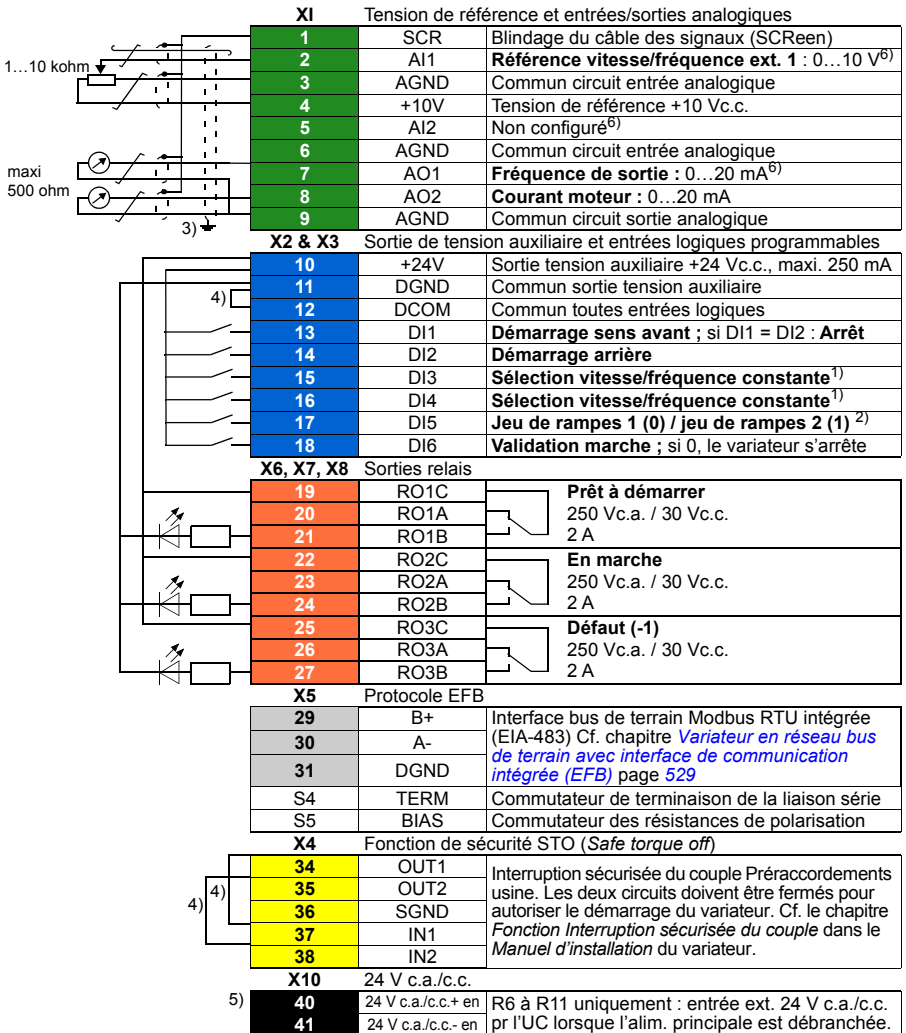 XI Tension de référence et entrées/sorties analogiques
1 SCR Blindage du câble des signaux (SCReen)
1…10 kohm 2 AI1 Référence vitesse/fréquence ext. 1 : 0…10 V6)
3 AGND Commun circuit entrée analogique
4 +10V Tension de référence +10 Vc.c.
5 AI2 Non configuré6)
6 AGND Commun circuit entrée analogique
maxi
500 ohm
7 AO1 Fréquence de sortie : 0…20 mA6)
8 AO2 Courant moteur : 0…20 mA
3) 9 AGND Commun circuit sortie analogique
X2 & X3 Sortie de tension auxiliaire et entrées logiques programmables
10 +24V Sortie tension auxiliaire +24 Vc.c., maxi. 250 mA
11 DGND Commun sortie tension auxiliaire
4) 12 DCOM Commun toutes entrées logiques
13 DI1 Démarrage sens avant ; si DI1 = DI2 : Arrêt
14 DI2 Démarrage arrière
15 DI3 Sélection vitesse/fréquence constante1)
16 DI4 Sélection vitesse/fréquence constante1)
17 DI5 Jeu de rampes 1 (0) / jeu de rampes 2 (1) 2)
18 DI6 Validation marche ; si 0, le variateur s’arrête
X6, X7, X8 Sorties relais
19 RO1C Prêt à démarrer
20 RO1A 250 Vc.a. / 30 Vc.c.
21 RO1B 2 A
22 RO2C En marche
23 RO2A 250 Vc.a. / 30 Vc.c.
24 RO2B 2 A
25 RO3C Défaut (-1)
26 RO3A 250 Vc.a. / 30 Vc.c.
27 RO3B 2 A
X5 Protocole EFB
29 B+
30 A-
31 DGND
Interface bus de terrain Modbus RTU intégrée
(EIA-483) Cf. chapitre Variateur en réseau bus
de terrain avec interface de communication
intégrée (EFB) page 529
S4 TERM Commutateur de terminaison de la liaison série
S5 BIAS Commutateur des résistances de polarisation
X4 Fonction de sécurité STO (Safe torque off)
4) 4)
34 OUT1
35 OUT2
36 SGND
37 IN1
38 IN2
Interruption sécurisée du couple Préraccordements
usine. Les deux circuits doivent être fermés pour
autoriser le démarrage du variateur. Cf. le chapitre
Fonction Interruption sécurisée du couple dans le
Manuel d’installation du variateur.
X10 24 V c.a./c.c.
5) 40 24 V c.a./c.c.+ en R6 à R11 uniquement : entrée ext. 24 V c.a./c.c.
41 24 V c.a./c.c.- en pr l’UC lorsque l’alim. principale est débranchée.